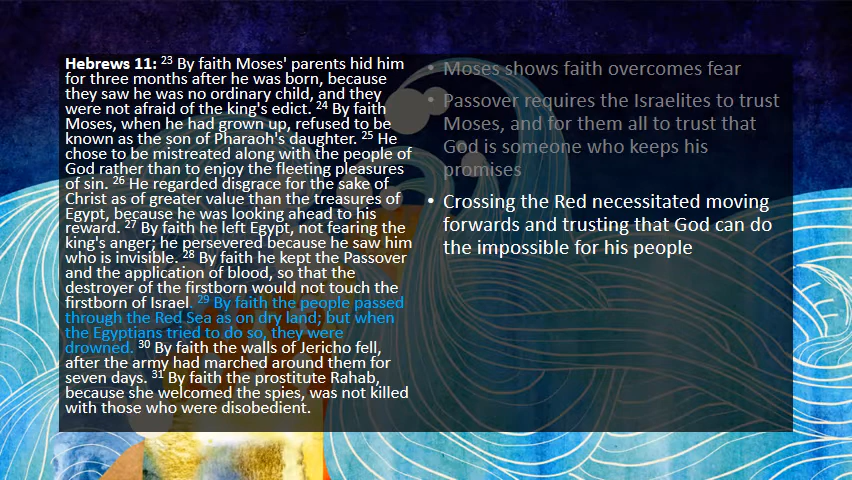 Hebrews 11: 23 By faith Moses' parents hid him
for three months after he was born, because
they saw he was no ordinary child, and they
were not afraid of the king's edict. 24 By faith
Moses, when he had grown up, refused to be
known as the son of Pharaoh's daughter. 25 He
chose to be mistreated along with the people of
God rather than to enjoy the fleeting pleasures
of sin. 26 He regarded disgrace for the sake of
Christ as of greater value than the treasures of
Egypt, because he was looking ahead to his
reward. 27 By faith he left Egypt, not fearing the
king's anger; he persevered because he saw him
who is invisible. 28 By faith he kept the Passover
and the application of blood, so that the
destroyer of the firstborn would not touch the
firstborn of Israel. 29 By faith the people passed
through the Red Sea as on dry land; but when
the Egyptians tried to do so, they were
drowned. 30 By faith the walls of Jericho fell,
after the army had marched around them for
seven days. 31 By faith the prostitute Rahab,
because she welcomed the spies, was not killed
with those who were disobedient.
• Moses shows faith overcomes fear
• Passover requires the Israelites to trust
Moses, and for them all to trust that
God is someone who keeps his
promises
• Crossing the Red necessitated moving
forwards and trusting that God can do
the impossible for his people